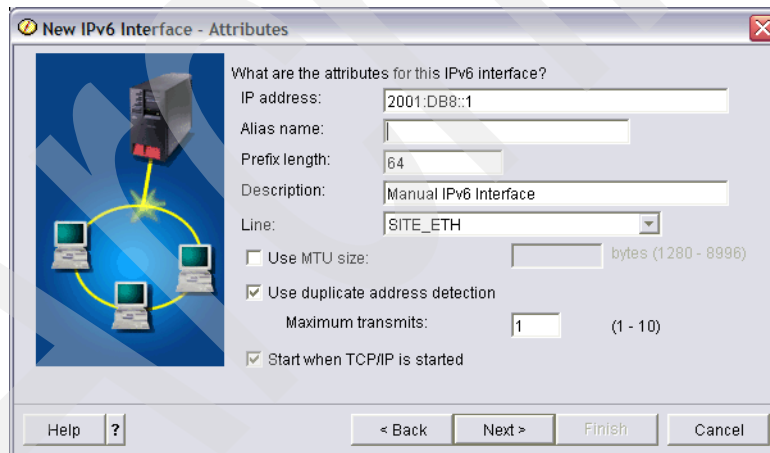 New IPv6 Interface - Attributes
What are the attributes for this IPv6 interface?
IP address: 2001:DB8::1
Alias name:
Prefix length: 64
Description: Manual IPv6 Interface
Line: SITE_ETH
Use MTU size: bytes (1280 - 8996)
Use duplicate address detection
Maximum transmits: 1 (1 - 10)
Start when TCP/IP is started
Help ? < Back Next > Finish Cancel